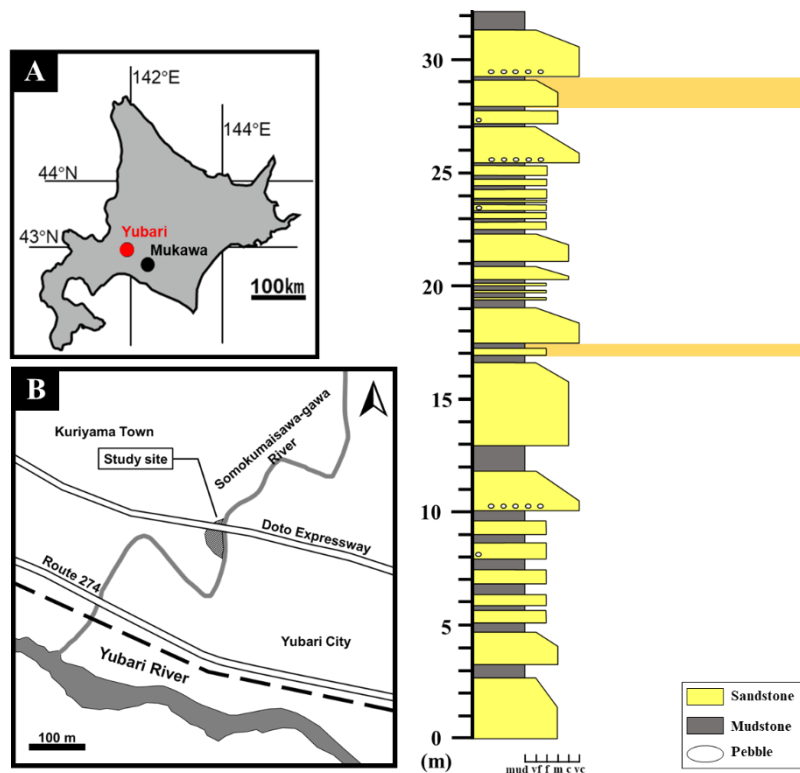 A
142°E
144°E
44°N
43°N
Yubari
Mukawa
100km
B
Kuriyama Town
Study site
Somokumaisawa-gawa
River
Doto Expressway
Route 274
Yubari City
Yubari River
100 m
30
25
20
15
10
5
0
(m)
mud vf f m c vc
Sandstone
Mudstone
Pebble